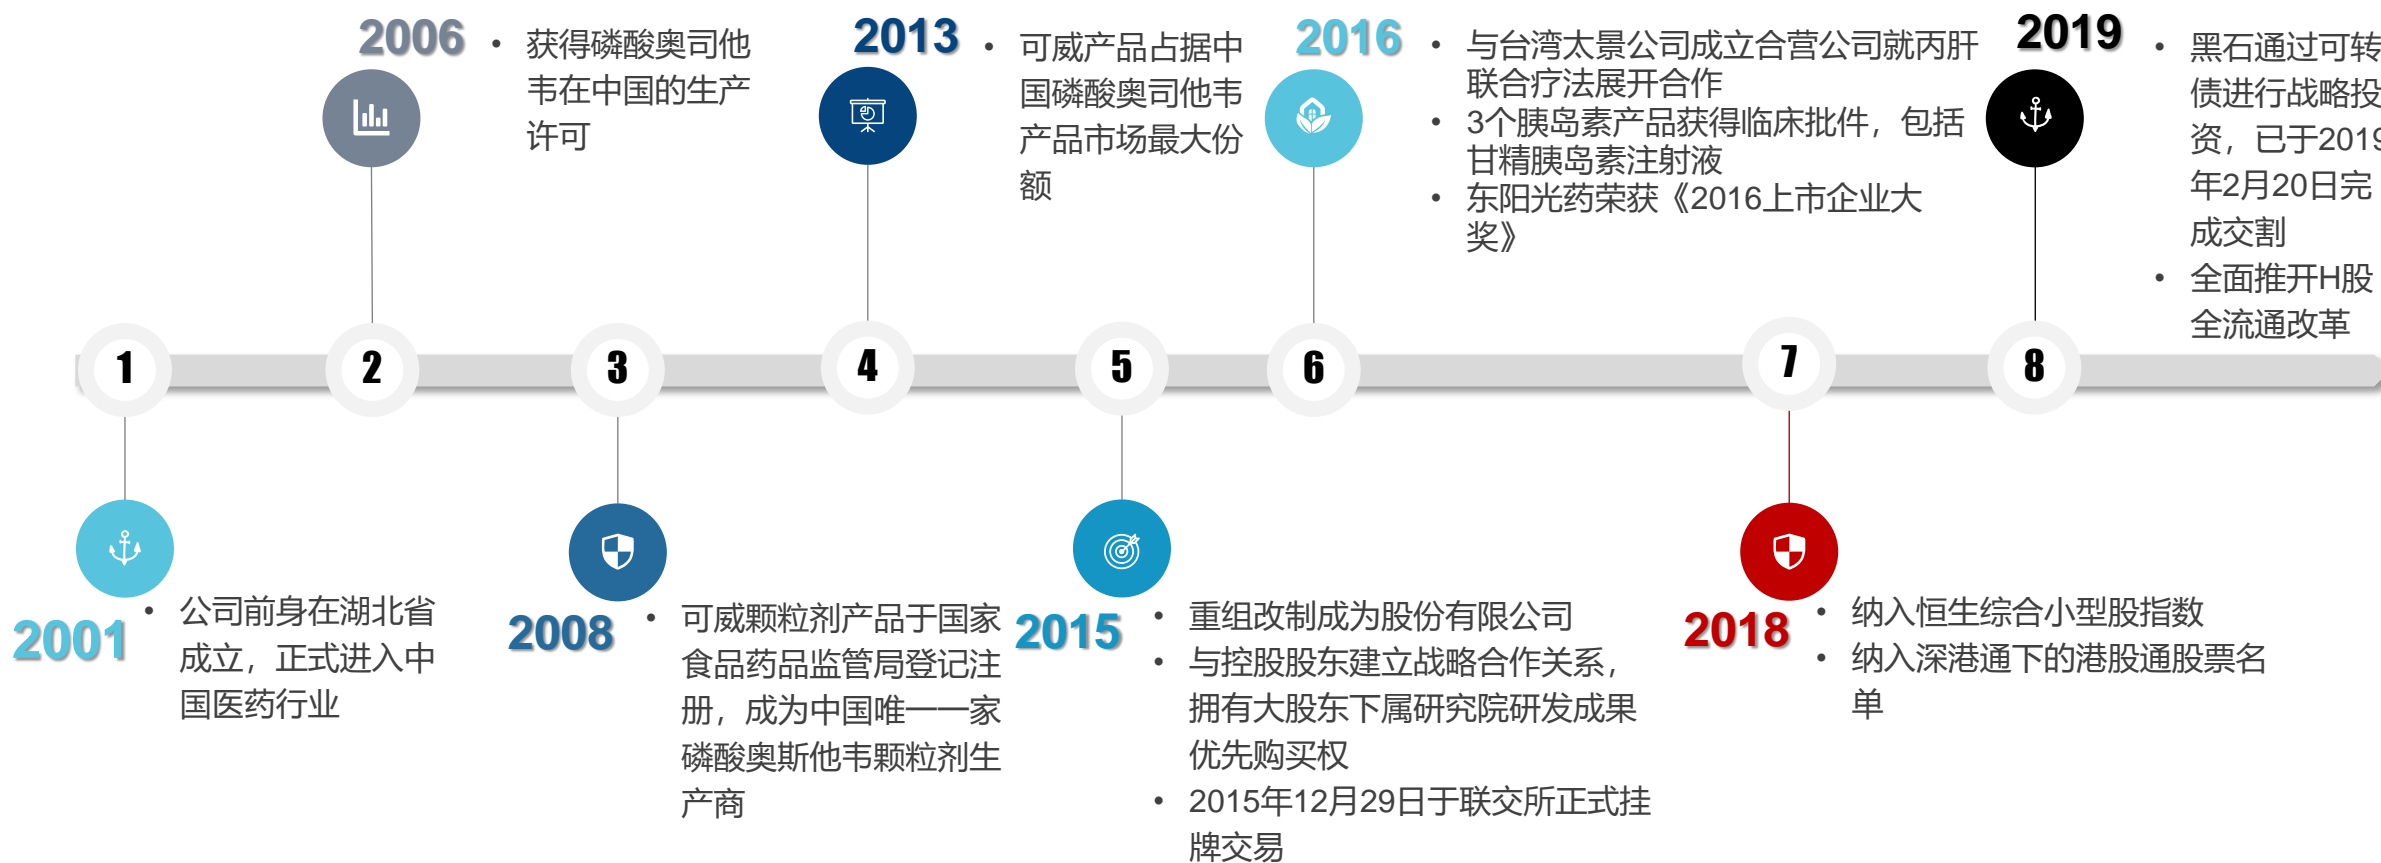 2006
• 获得磷酸奥司他
韦在中国的生产
许可
2013
• 可威产品占据中
国磷酸奥司他韦
产品市场最大份
额
2016
• 与台湾太景公司成立合营公司就丙肝
联合疗法展开合作
• 3个胰岛素产品获得临床批件，包括
甘精胰岛素注射液
• 东阳光药荣获《2016上市企业大
奖》
2019
• 黑石通过可转
债进行战略投
资，已于2019
年2月20日完
成交割
• 全面推开H股
全流通改革
1
2
3
4
5
6
7
8
2001
• 公司前身在湖北省
成立，正式进入中
国医药行业
2008
• 可威颗粒剂产品于国家
食品药品监管局登记注
册，成为中国唯一一家
磷酸奥斯他韦颗粒剂生
产商
2015
• 重组改制成为股份有限公司
• 与控股股东建立战略合作关系，
拥有大股东下属研究院研发成果
优先购买权
• 2015年12月29日于联交所正式挂
牌交易
2018
• 纳入恒生综合小型股指数
• 纳入深港通下的港股通股票名
单